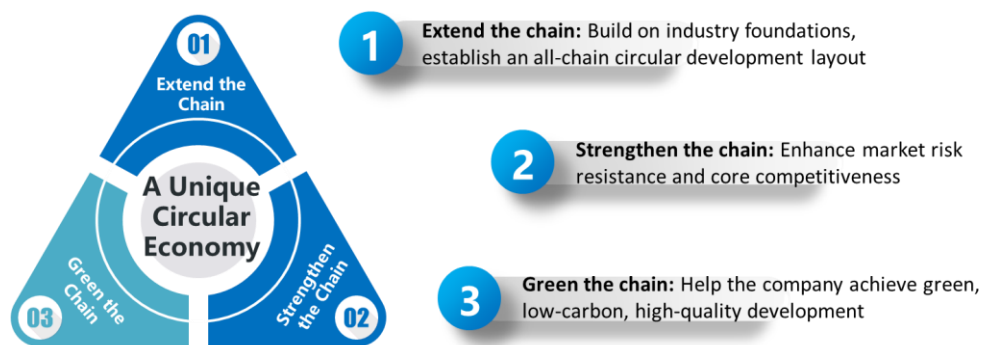 01
Extend the
Chain
A Unique
Circular
Economy
Green the
Chain
03
Strengthen
the Chain
02
1
Extend the chain: Build on industry foundations,
establish an all-chain circular development layout
2
Strengthen the chain: Enhance market risk
resistance and core competitiveness
3
Green the chain: Help the company achieve green,
low-carbon, high-quality development